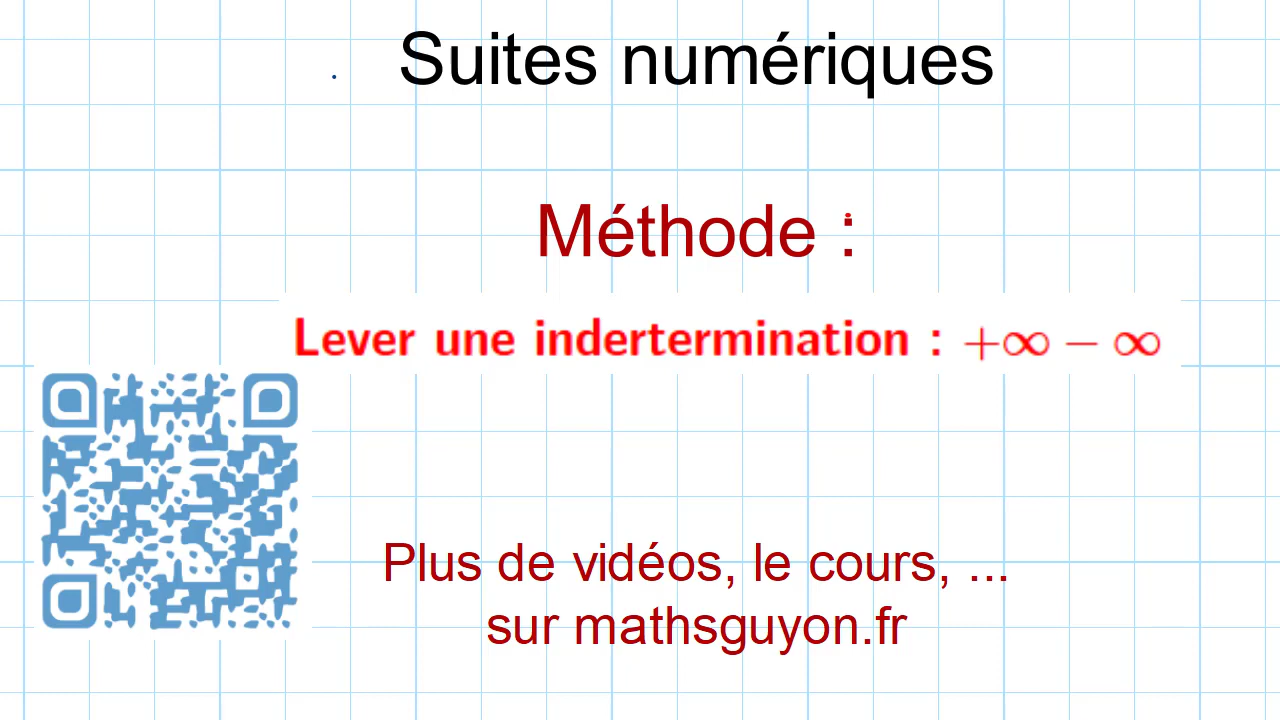 Suites numériques
Méthode :
Lever une indertermination : +∞ − ∞
Plus de vidéos, le cours, ...
sur mathsguyon.fr